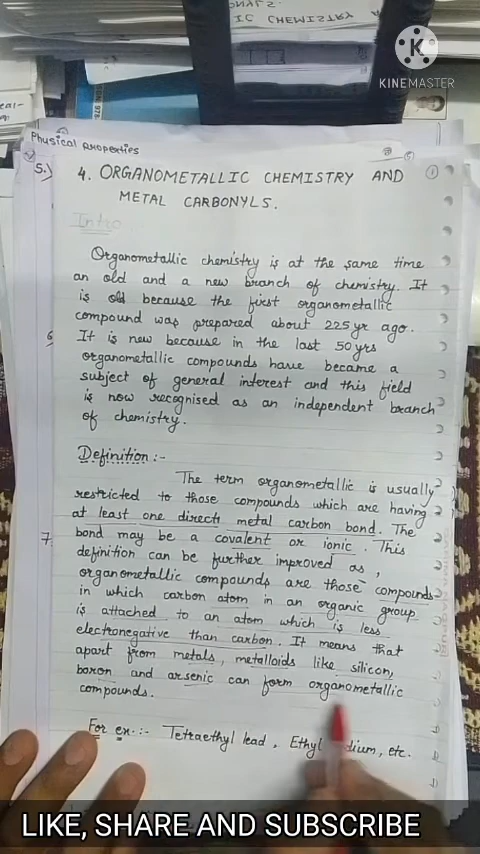 KINEMASTER
Physical properties
5.)
4. ORGANOMETALLIC CHEMISTRY AND
METAL CARBONYLS.
Intro
Organometallic chemistry is at the same time
an old and a new branch of chemistry. It
is old because the first organometallic
compound was prepared about 225 yr ago.
It is new because in the last 50 yrs
organometallic compounds have became a
subject of general interest and this field
is now recognised as an independent branch
of chemistry.
Definition :-
The term organometallic is usually
restricted to those compounds which are having
at least one direct metal carbon bond. The
bond may be a covalent or ionic. This
definition can be further improved as,
organometallic compounds are those compounds
in which carbon atom in an organic group
is attached to an atom which is less
electronegative than carbon. It means that
apart from metals, metalloids like silicon,
boron and arsenic can form organometallic
compounds.
For ex :- Tetraethyl lead, Ethyl dium, etc.
LIKE, SHARE AND SUBSCRIBE